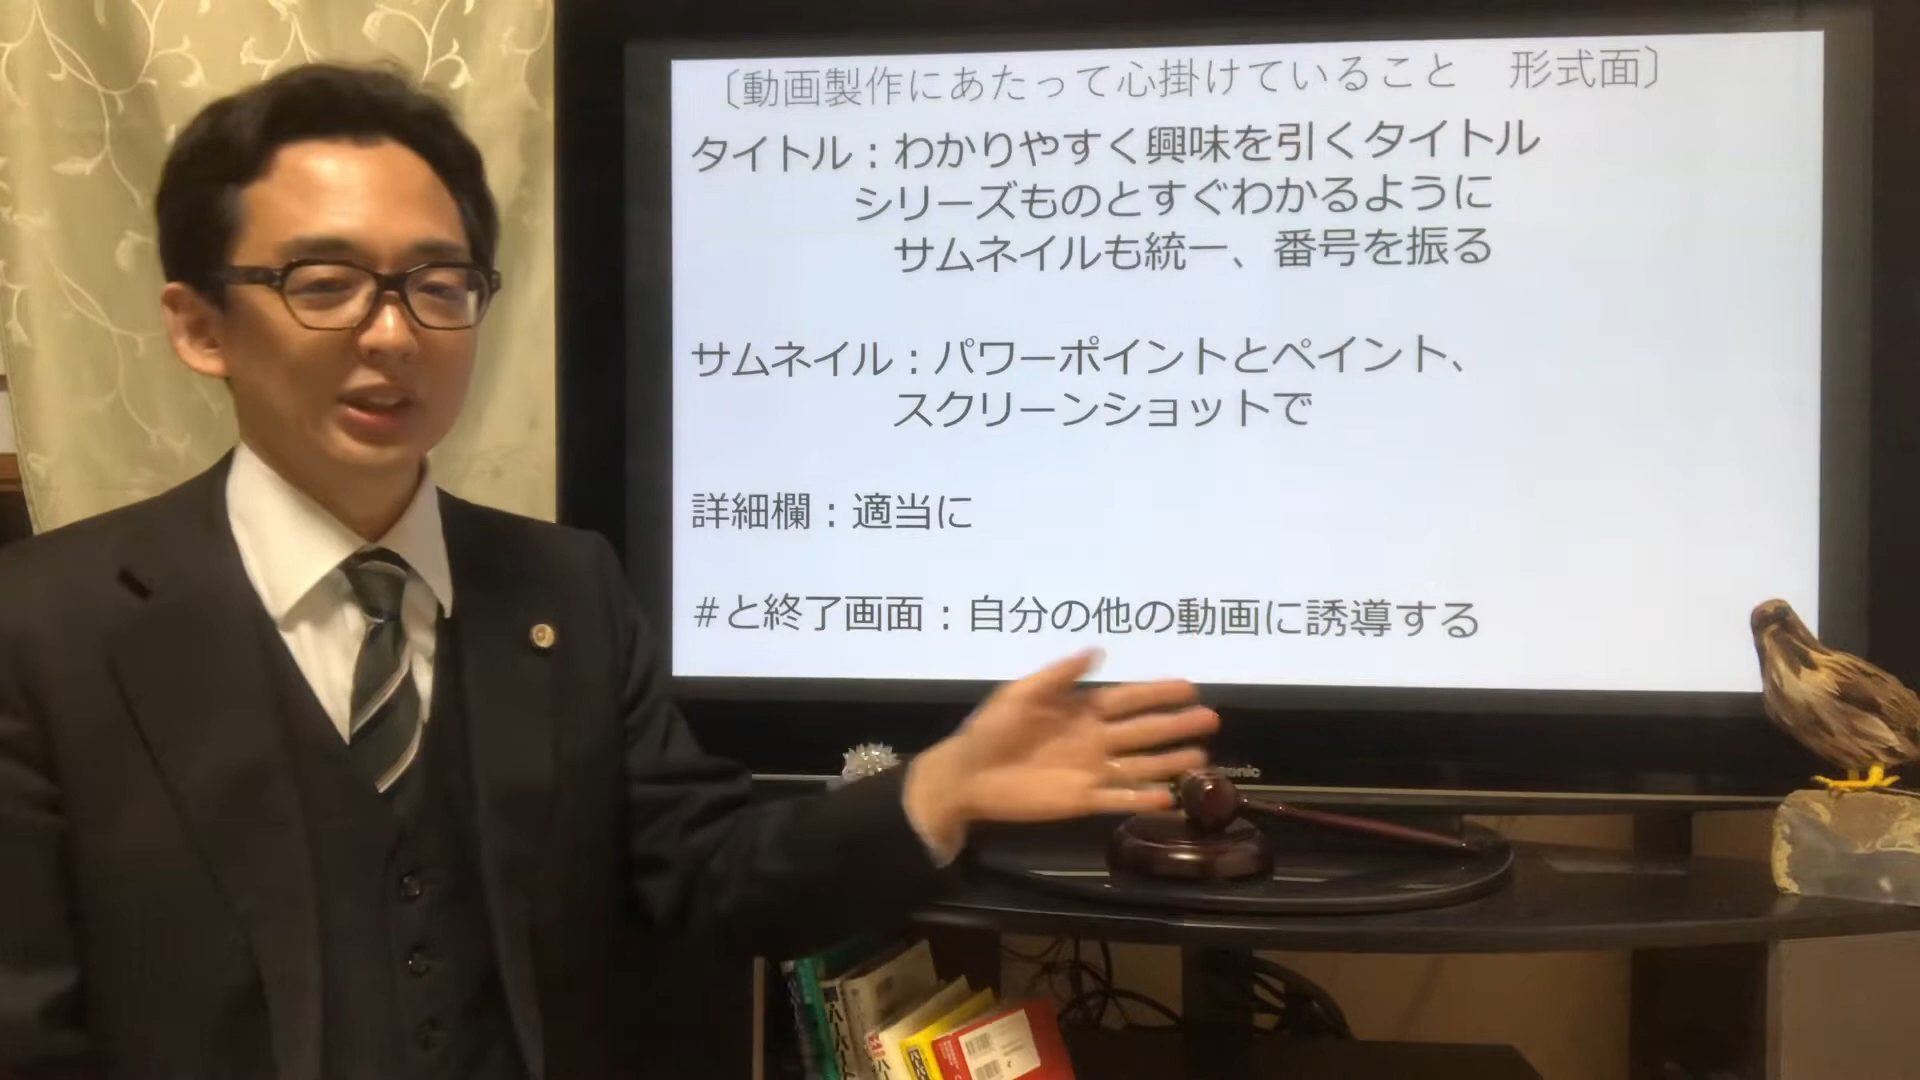 〔動画製作にあたって心掛けていること　形式面〕
タイトル：わかりやすく興味を引くタイトル
シリーズものとすぐわかるように
サムネイルも統一、番号を振る
サムネイル：パワーポイントとペイント、
スクリーンショットで
詳細欄：適当に
＃と終了画面：自分の他の動画に誘導する